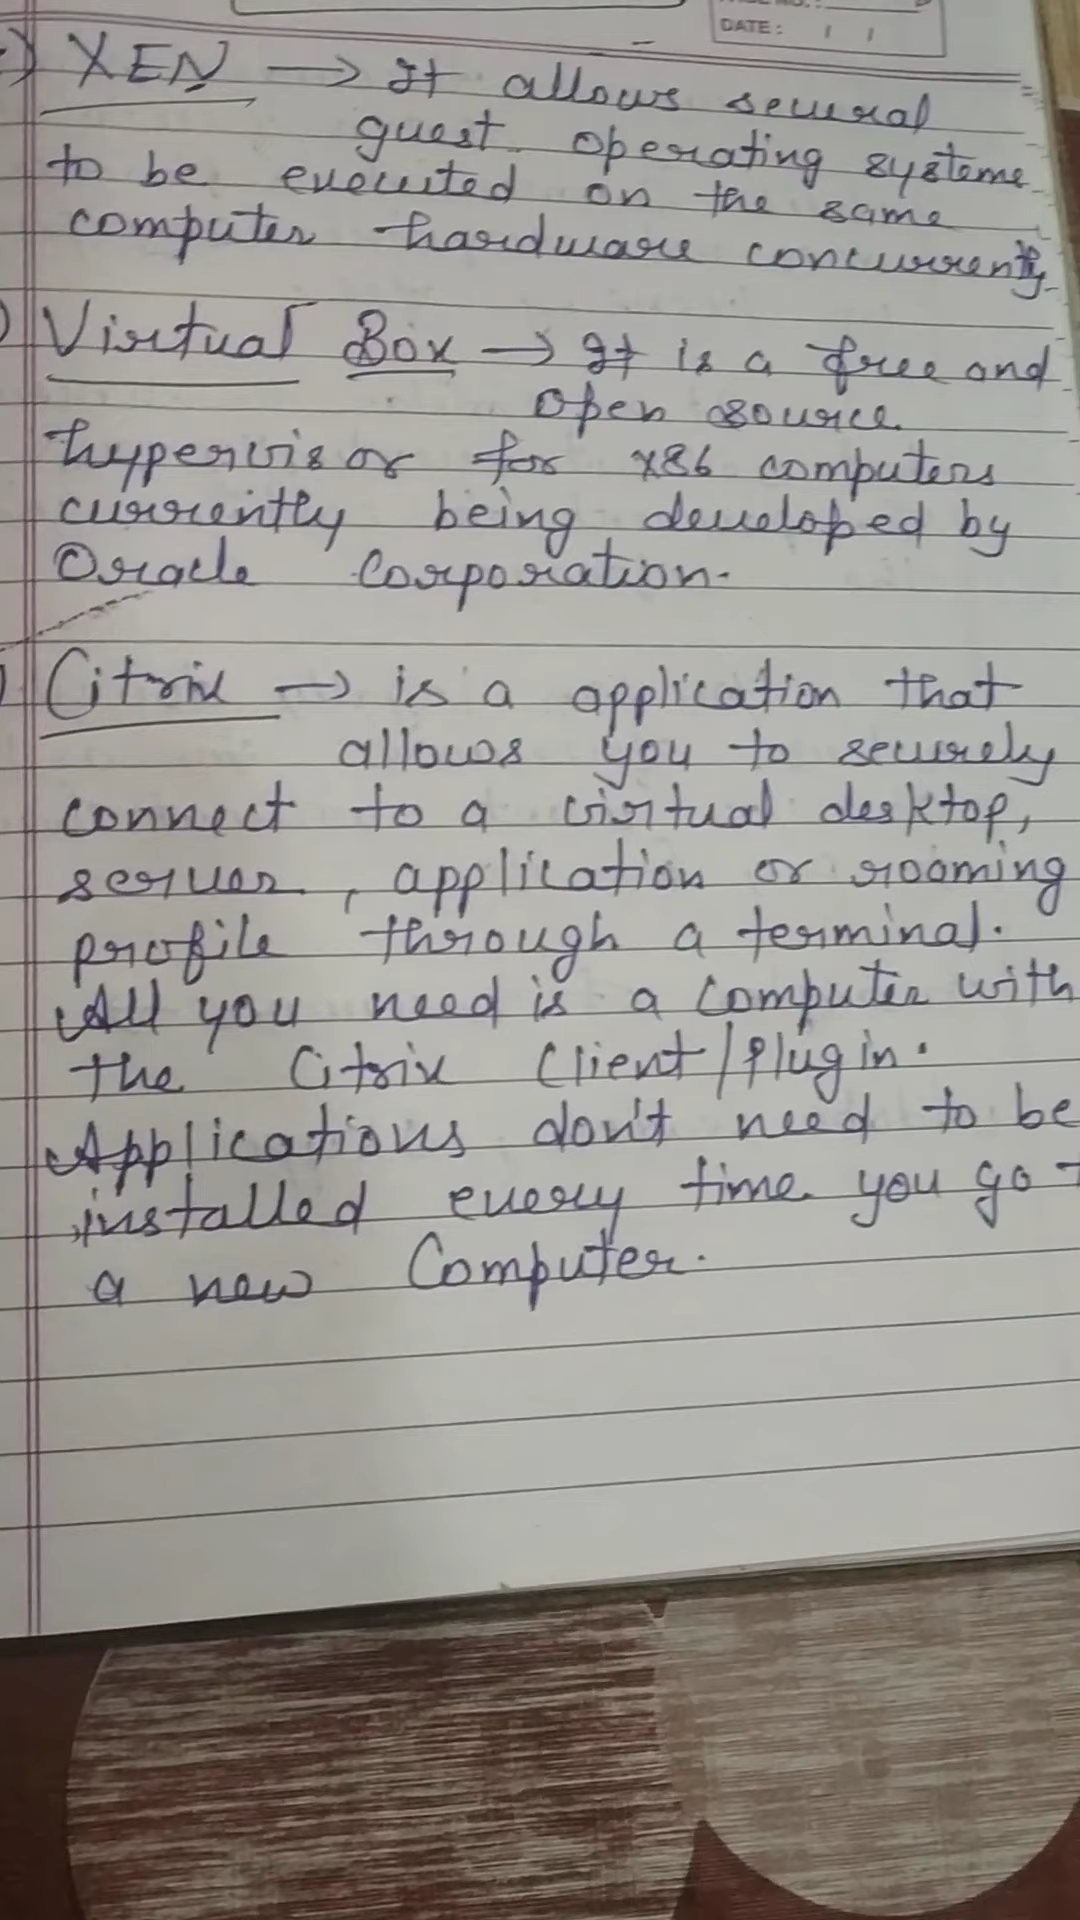 DATE: / /
) XEN → It allows several
guest operating systems
to be executed on the same
computer hardware concurrently.
) Virtual Box → It is a free and
open source
hypervisor for x86 computers
currently being developed by
Oracle Corporation.
) Citrix → is a application that
allows you to securely
connect to a virtual desktop,
server, application or rooming
profile through a terminal.
All you need is a Computer with
the Citrix Client/Plugin.
Applications don't need to be
installed every time you go
a new Computer.